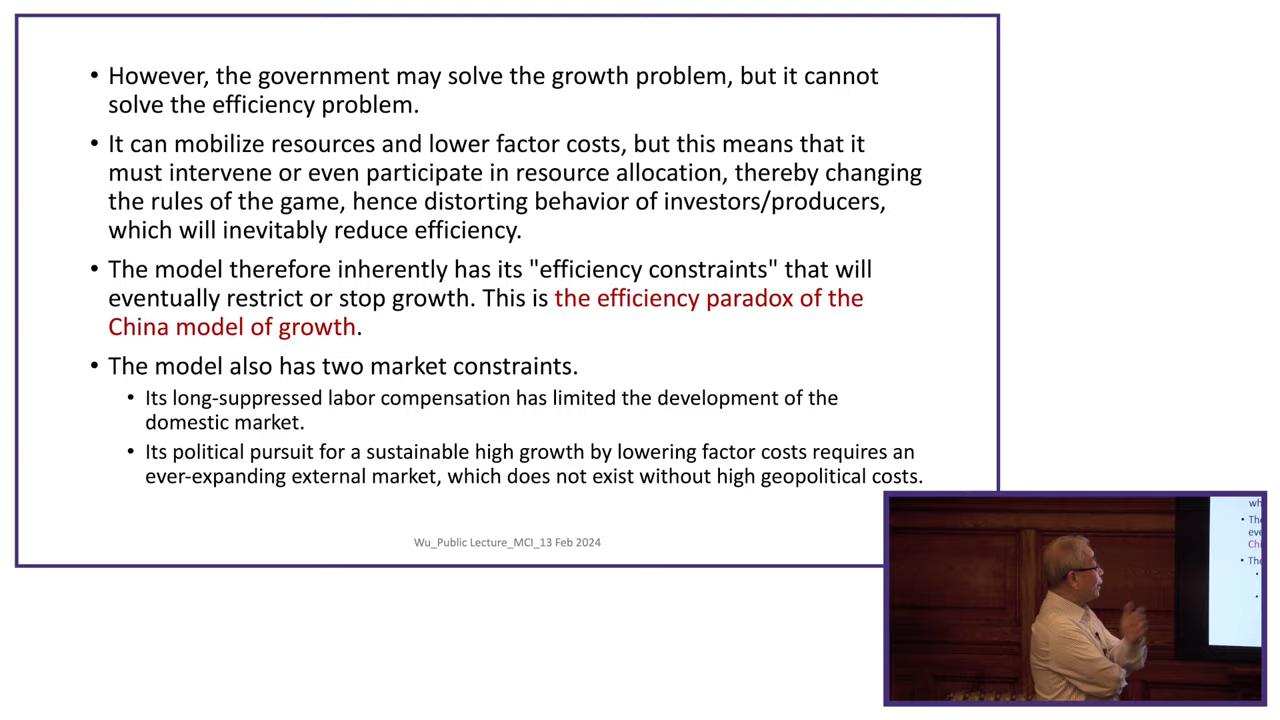 • However, the government may solve the growth problem, but it cannot
solve the efficiency problem.
• It can mobilize resources and lower factor costs, but this means that it
must intervene or even participate in resource allocation, thereby changing
the rules of the game, hence distorting behavior of investors/producers,
which will inevitably reduce efficiency.
• The model therefore inherently has its "efficiency constraints" that will
eventually restrict or stop growth. This is the efficiency paradox of the
China model of growth.
• The model also has two market constraints.
• Its long-suppressed labor compensation has limited the development of the
domestic market.
• Its political pursuit for a sustainable high growth by lowering factor costs requires an
ever-expanding external market, which does not exist without high geopolitical costs.
Wu_Public Lecture_MCI_13 Feb 2024
wh
• The
eve
Chi
• The